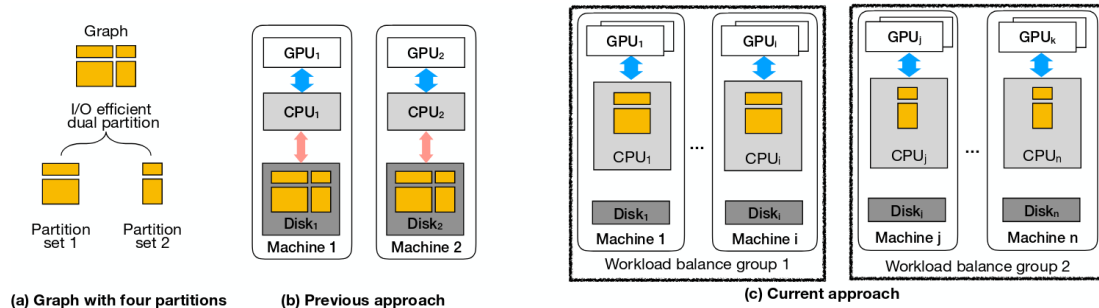 Graph
I/O efficient
dual partition
Partition
set 1
Partition
set 2
(a) Graph with four partitions
GPU₁
CPU₁
Disk₁
Machine 1
GPU₂
CPU₂
Disk₂
Machine 2
(b) Previous approach
GPU₁
CPU₁
Disk₁
Machine 1
...
GPUᵢ
CPUᵢ
Diskᵢ
Machine i
Workload balance group 1
GPUⱼ
CPUⱼ
Diskⱼ
Machine j
...
GPUₖ
CPUₙ
Diskₙ
Machine n
Workload balance group 2
(c) Current approach